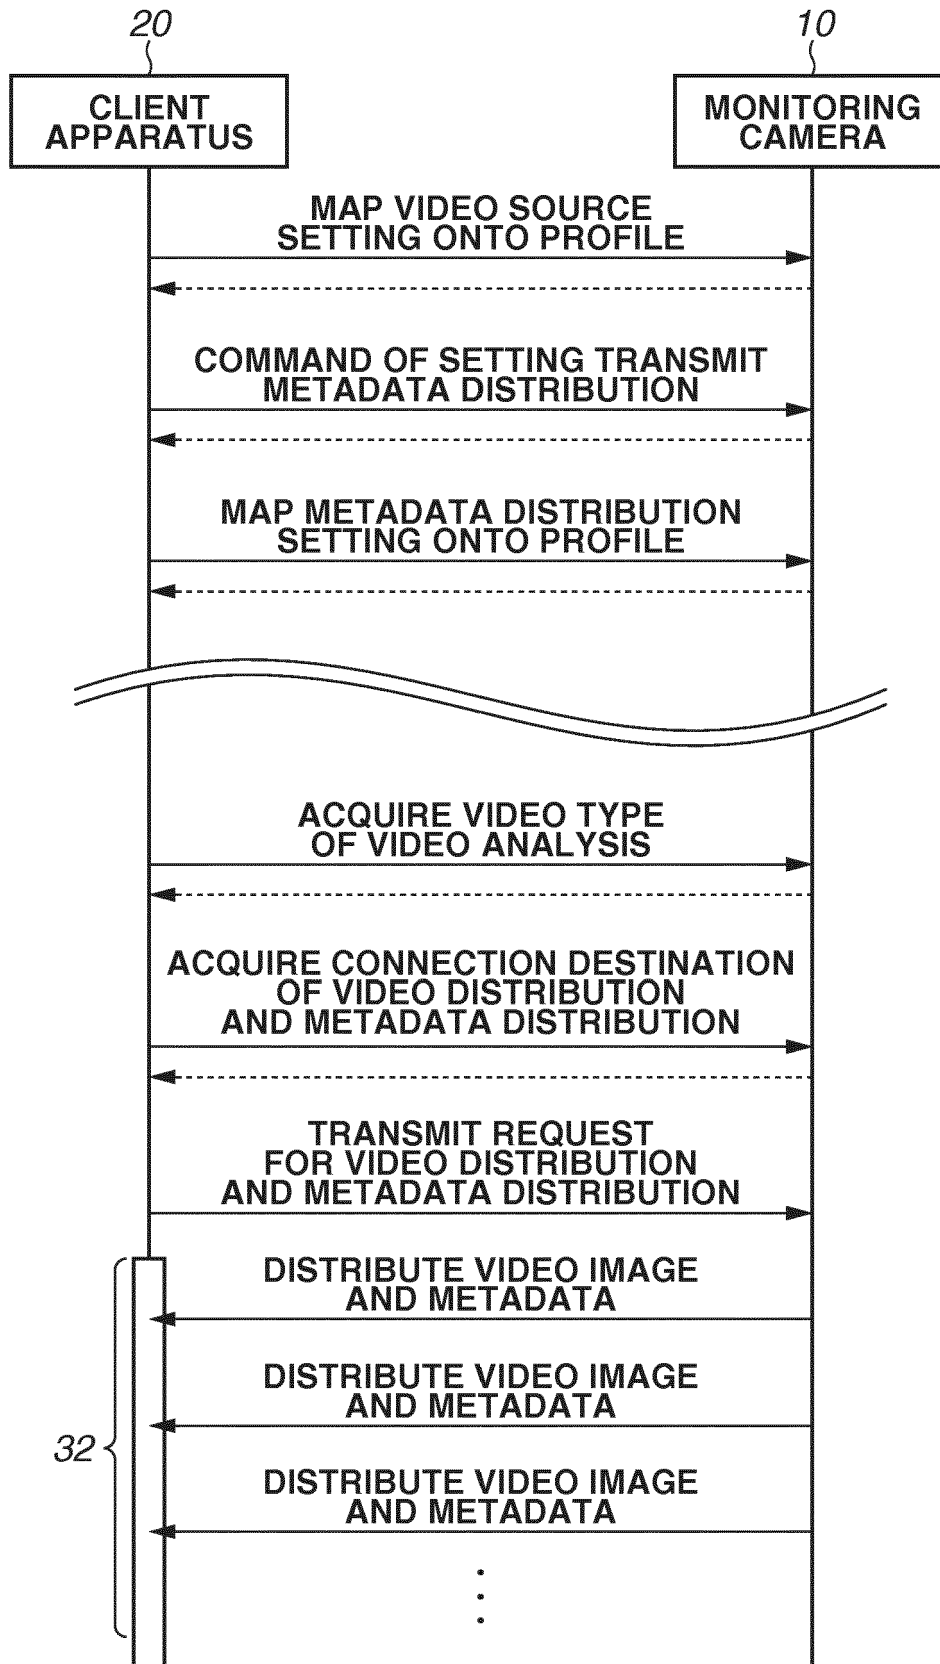 20
10
CLIENT
APPARATUS
MONITORING
CAMERA
MAP VIDEO SOURCE
SETTING ONTO PROFILE
COMMAND OF SETTING TRANSMIT
METADATA DISTRIBUTION
MAP METADATA DISTRIBUTION
SETTING ONTO PROFILE
ACQUIRE VIDEO TYPE
OF VIDEO ANALYSIS
ACQUIRE CONNECTION DESTINATION
OF VIDEO DISTRIBUTION
AND METADATA DISTRIBUTION
TRANSMIT REQUEST
FOR VIDEO DISTRIBUTION
AND METADATA DISTRIBUTION
DISTRIBUTE VIDEO IMAGE
AND METADATA
DISTRIBUTE VIDEO IMAGE
AND METADATA
32
DISTRIBUTE VIDEO IMAGE
AND METADATA